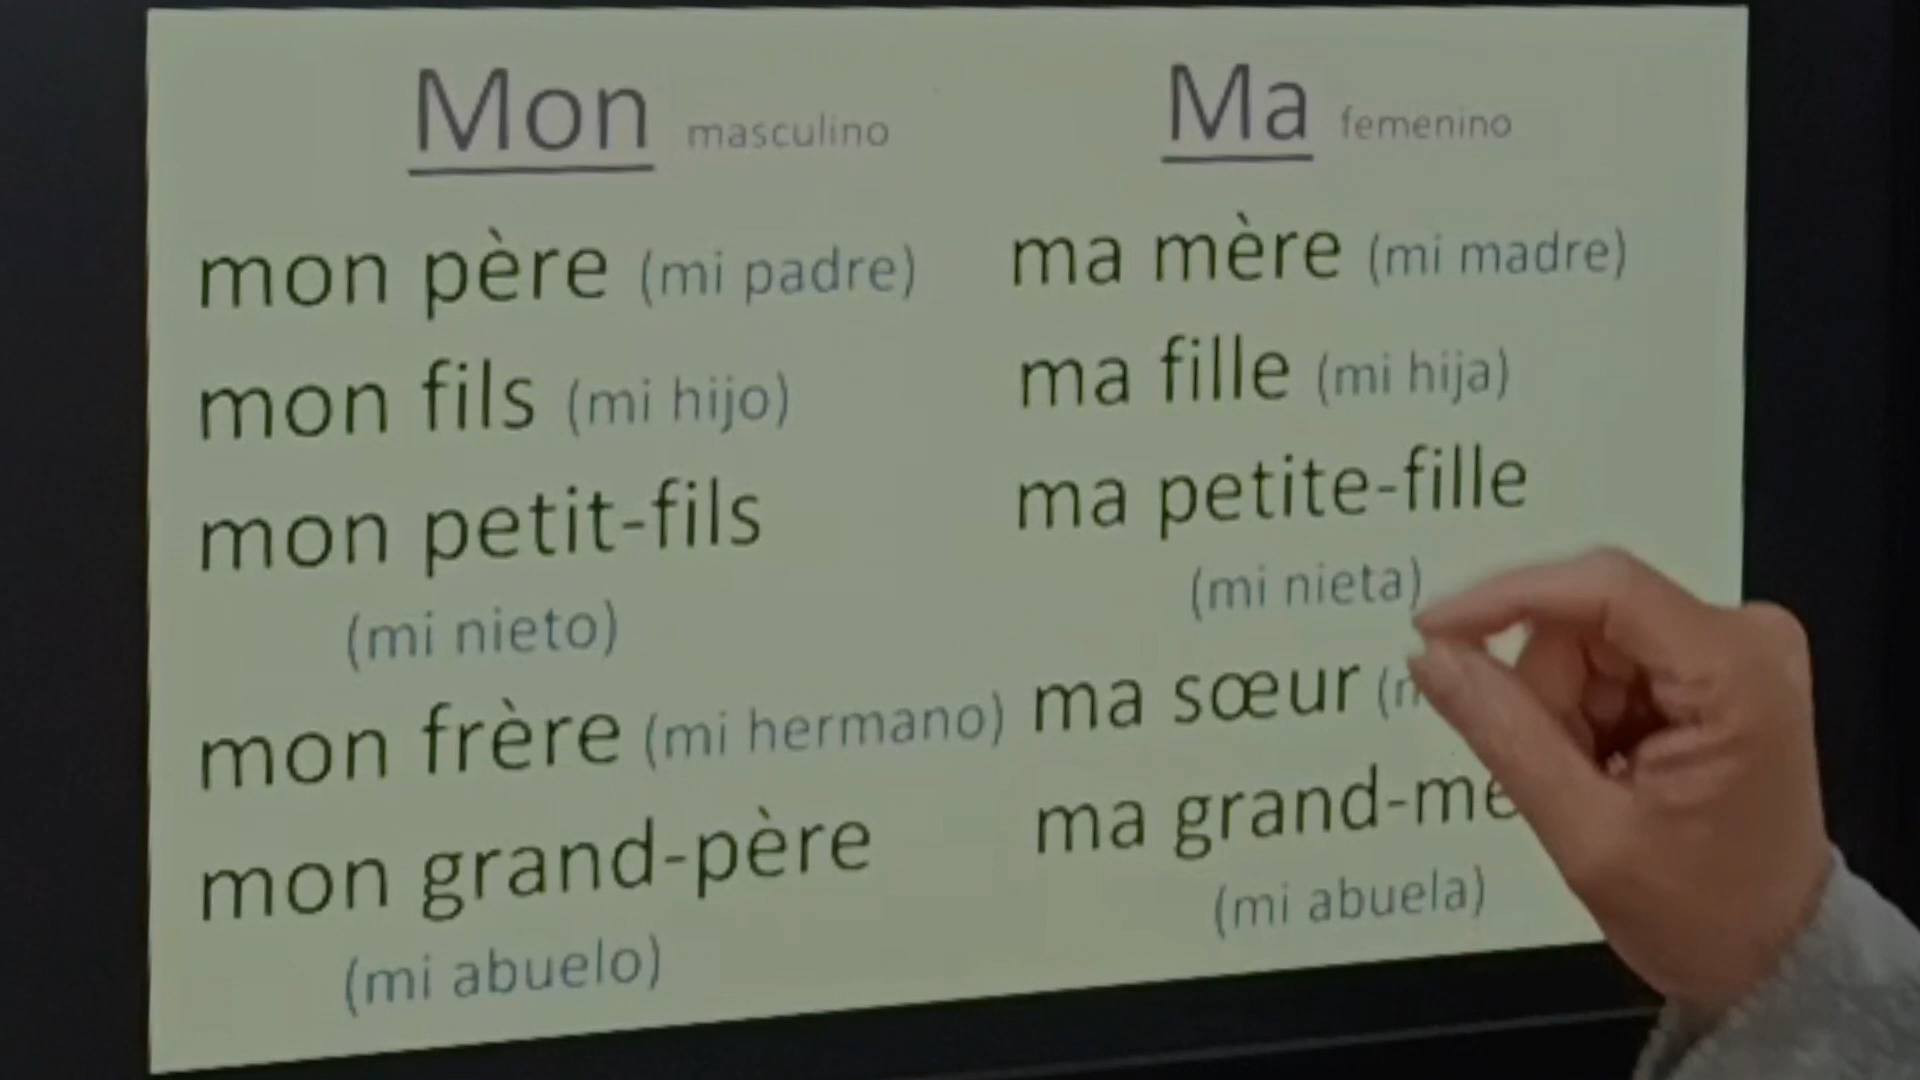 Mon masculino
mon père (mi padre)
mon fils (mi hijo)
mon petit-fils
(mi nieto)
mon frère (mi hermano)
mon grand-père
(mi abuelo)
Ma femenino
ma mère (mi madre)
ma fille (mi hija)
ma petite-fille
(mi nieta)
ma sœur
ma
(mi abuela)